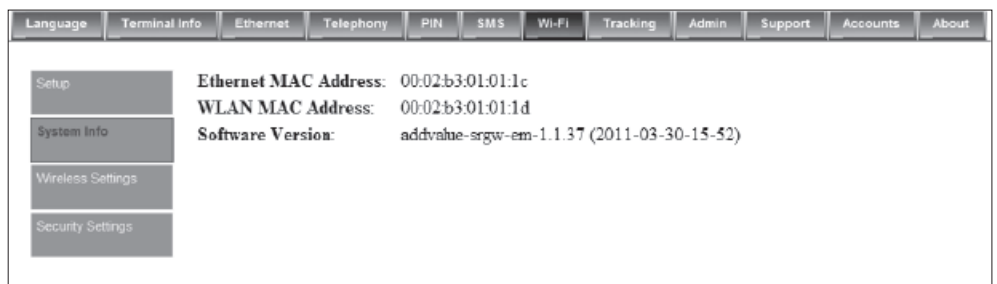 Language Terminal Info Ethernet Telephony PIN SMS Wi-Fi Tracking Admin Support Accounts About
Setup
System Info
Wireless Settings
Security Settings
Ethernet MAC Address: 00:02:b3:01:01:1c
WLAN MAC Address: 00:02:b3:01:01:1d
Software Version: addvalue-srgw-em-1.1.37 (2011-03-30-15-52)